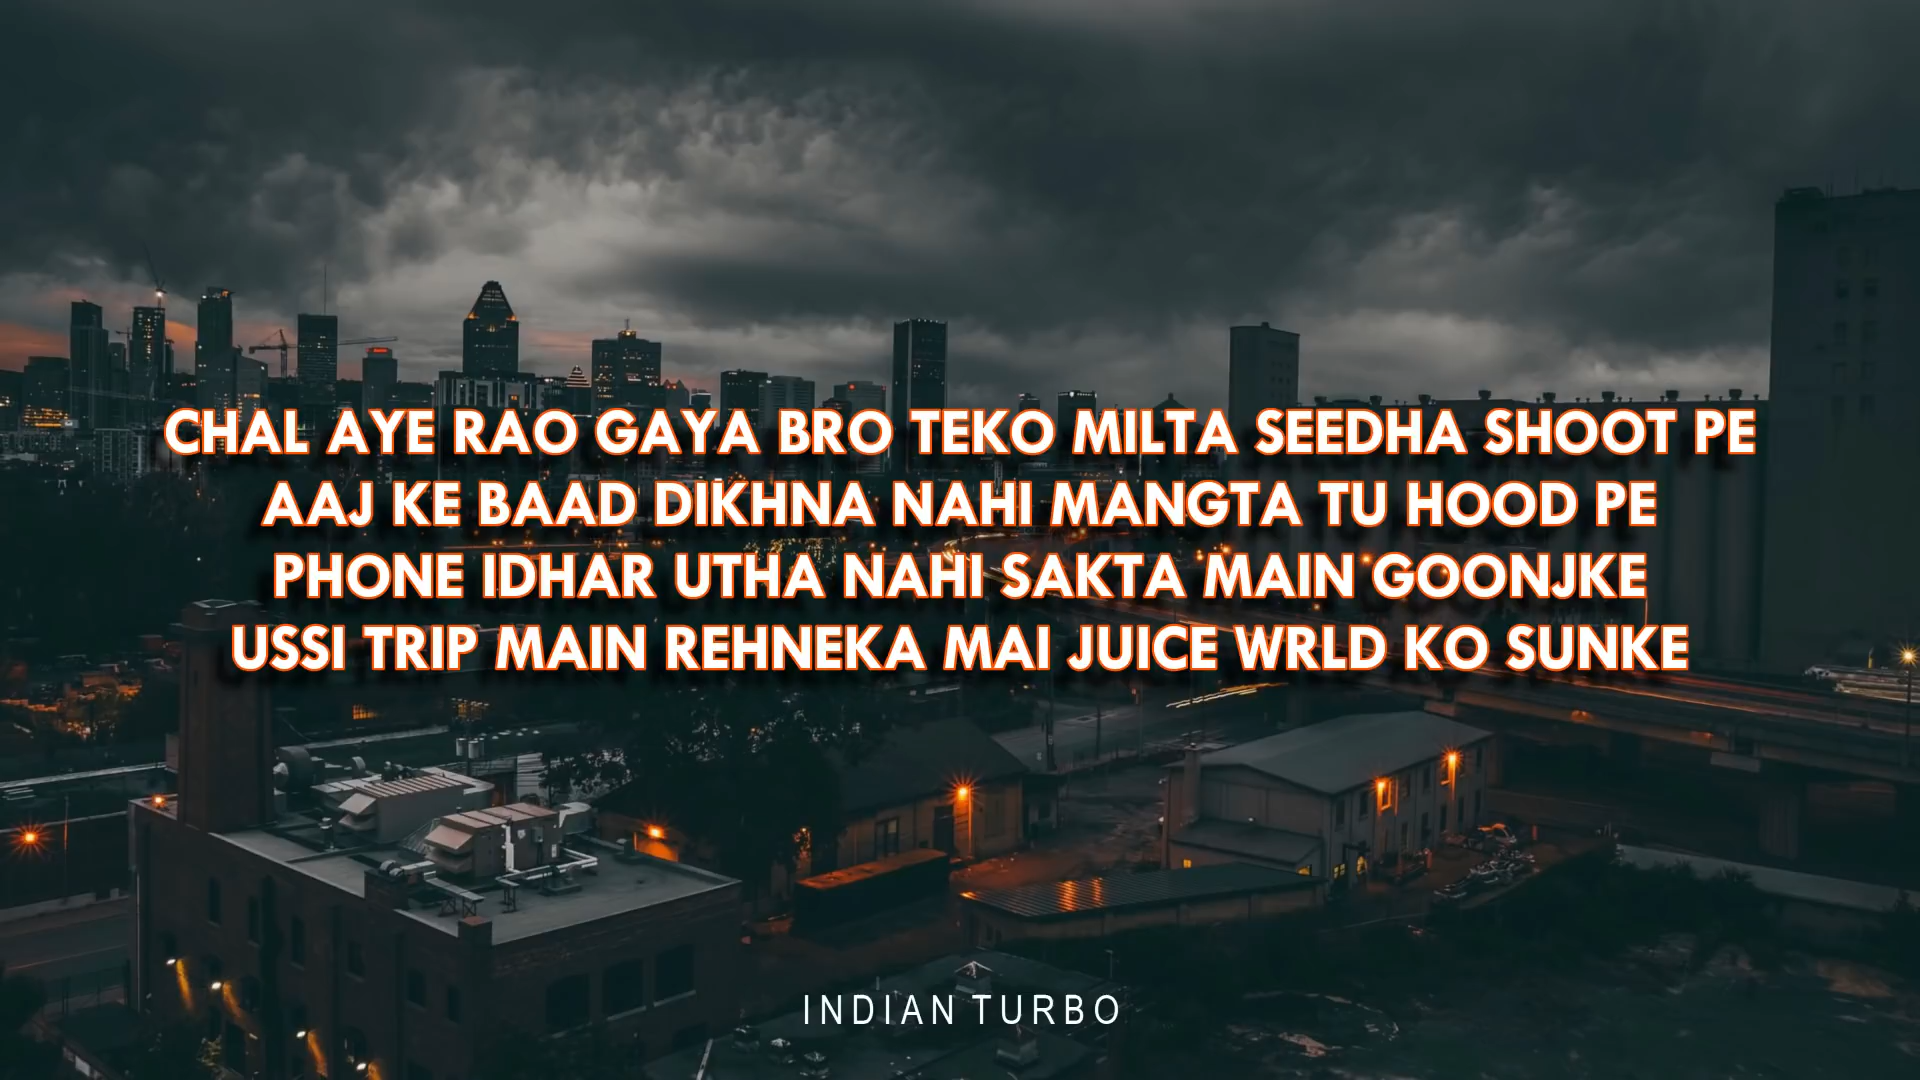 CHAL AYE RAO GAYA BRO TEKO MILTA SEEDHA SHOOT PE
AAJ KE BAAD DIKHNA NAHI MANGTA TU HOOD PE
PHONE IDHAR UTHA NAHI SAKTA MAIN GOONJKE
USSI TRIP MAIN REHNEKA MAI JUICE WRLD KO SUNKE
INDIAN TURBO